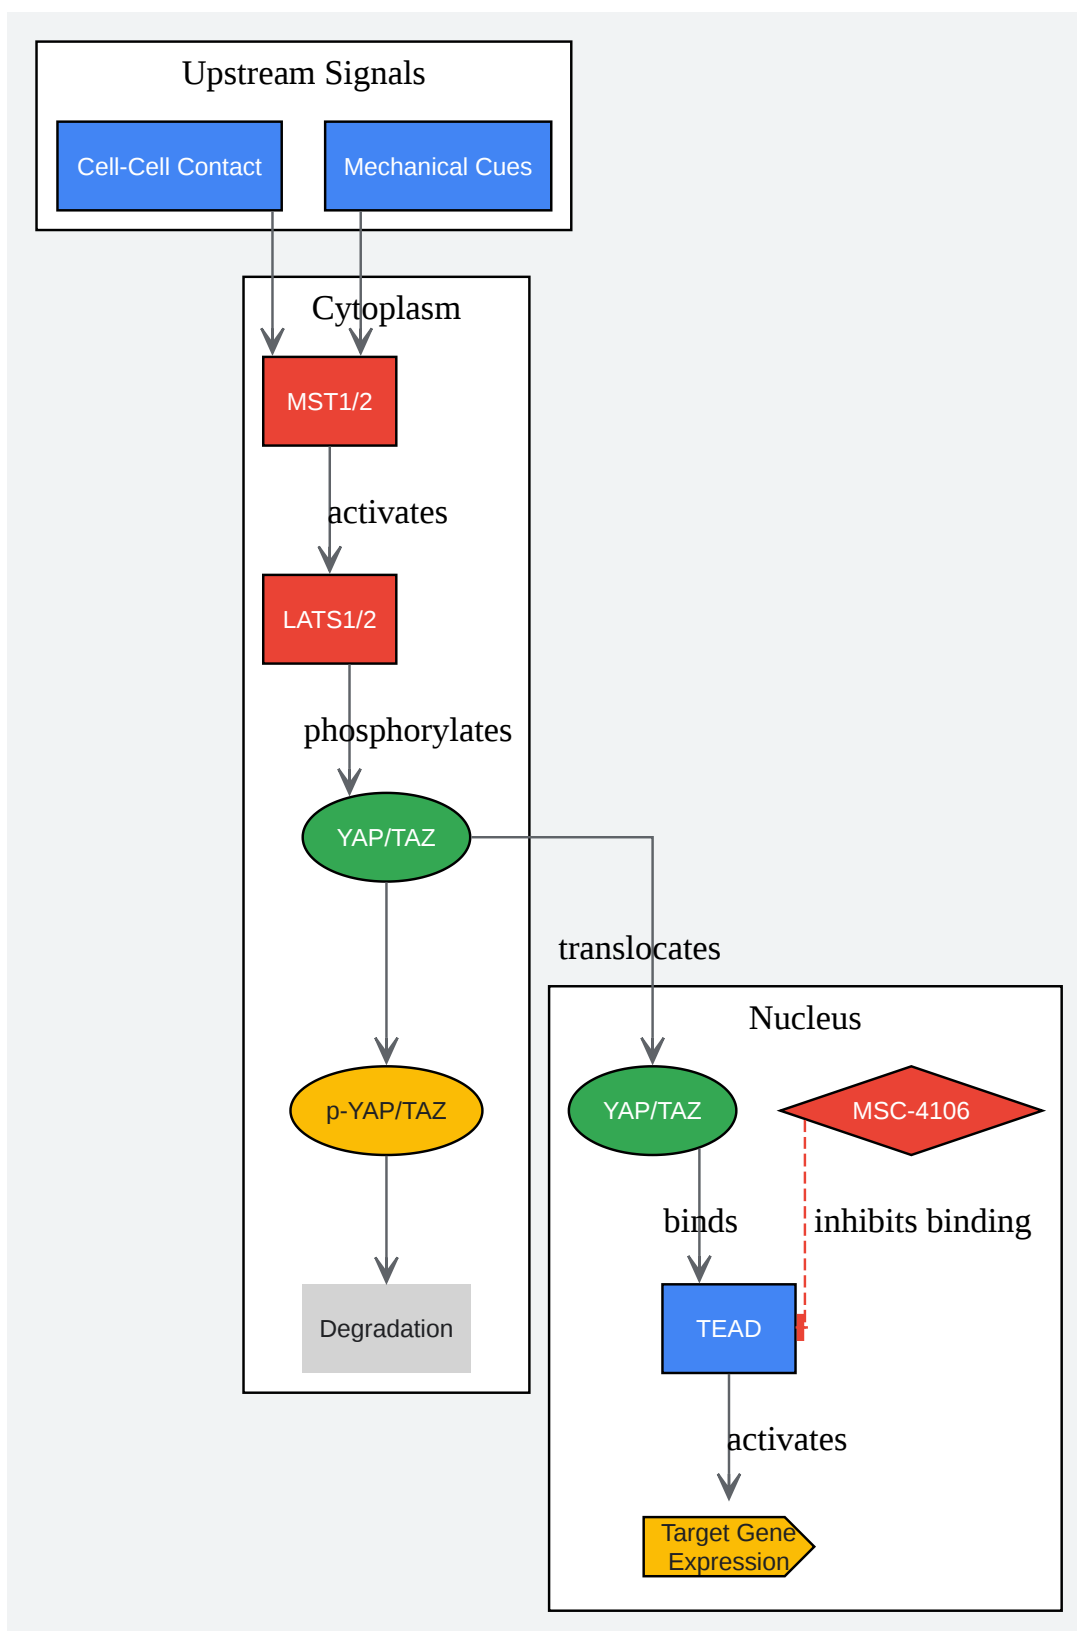 Upstream Signals
Cell-Cell Contact
Mechanical Cues
Cytoplasm
MST1/2
activates
LATS1/2
phosphorylates
YAP/TAZ
translocates
Nucleus
p-YAP/TAZ
YAP/TAZ
MSC-4106
binds
inhibits binding
Degradation
TEAD
activates
Target Gene
Expression